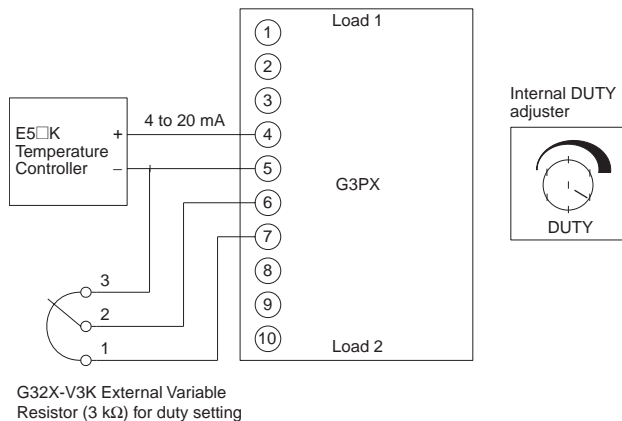 Load 1
1
2
3
4
5
6
7
8
9
10
Load 2
G3PX
4 to 20 mA
E5□K
Temperature
Controller
+
–
3
2
1
G32X-V3K External Variable
Resistor (3 kΩ) for duty setting
Internal DUTY
adjuster
DUTY